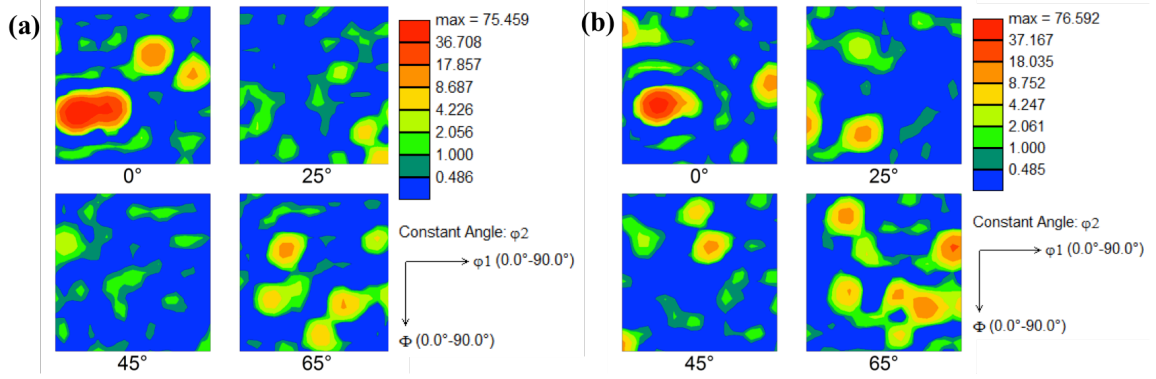 (a)
max = 75.459
36.708
17.857
8.687
4.226
2.056
1.000
0.486
0°
25°
45°
65°
Constant Angle: φ2
φ1 (0.0°-90.0°)
Φ (0.0°-90.0°)
(b)
max = 76.592
37.167
18.035
8.752
4.247
2.061
1.000
0.485
0°
25°
45°
65°
Constant Angle: φ2
φ1 (0.0°-90.0°)
Φ (0.0°-90.0°)